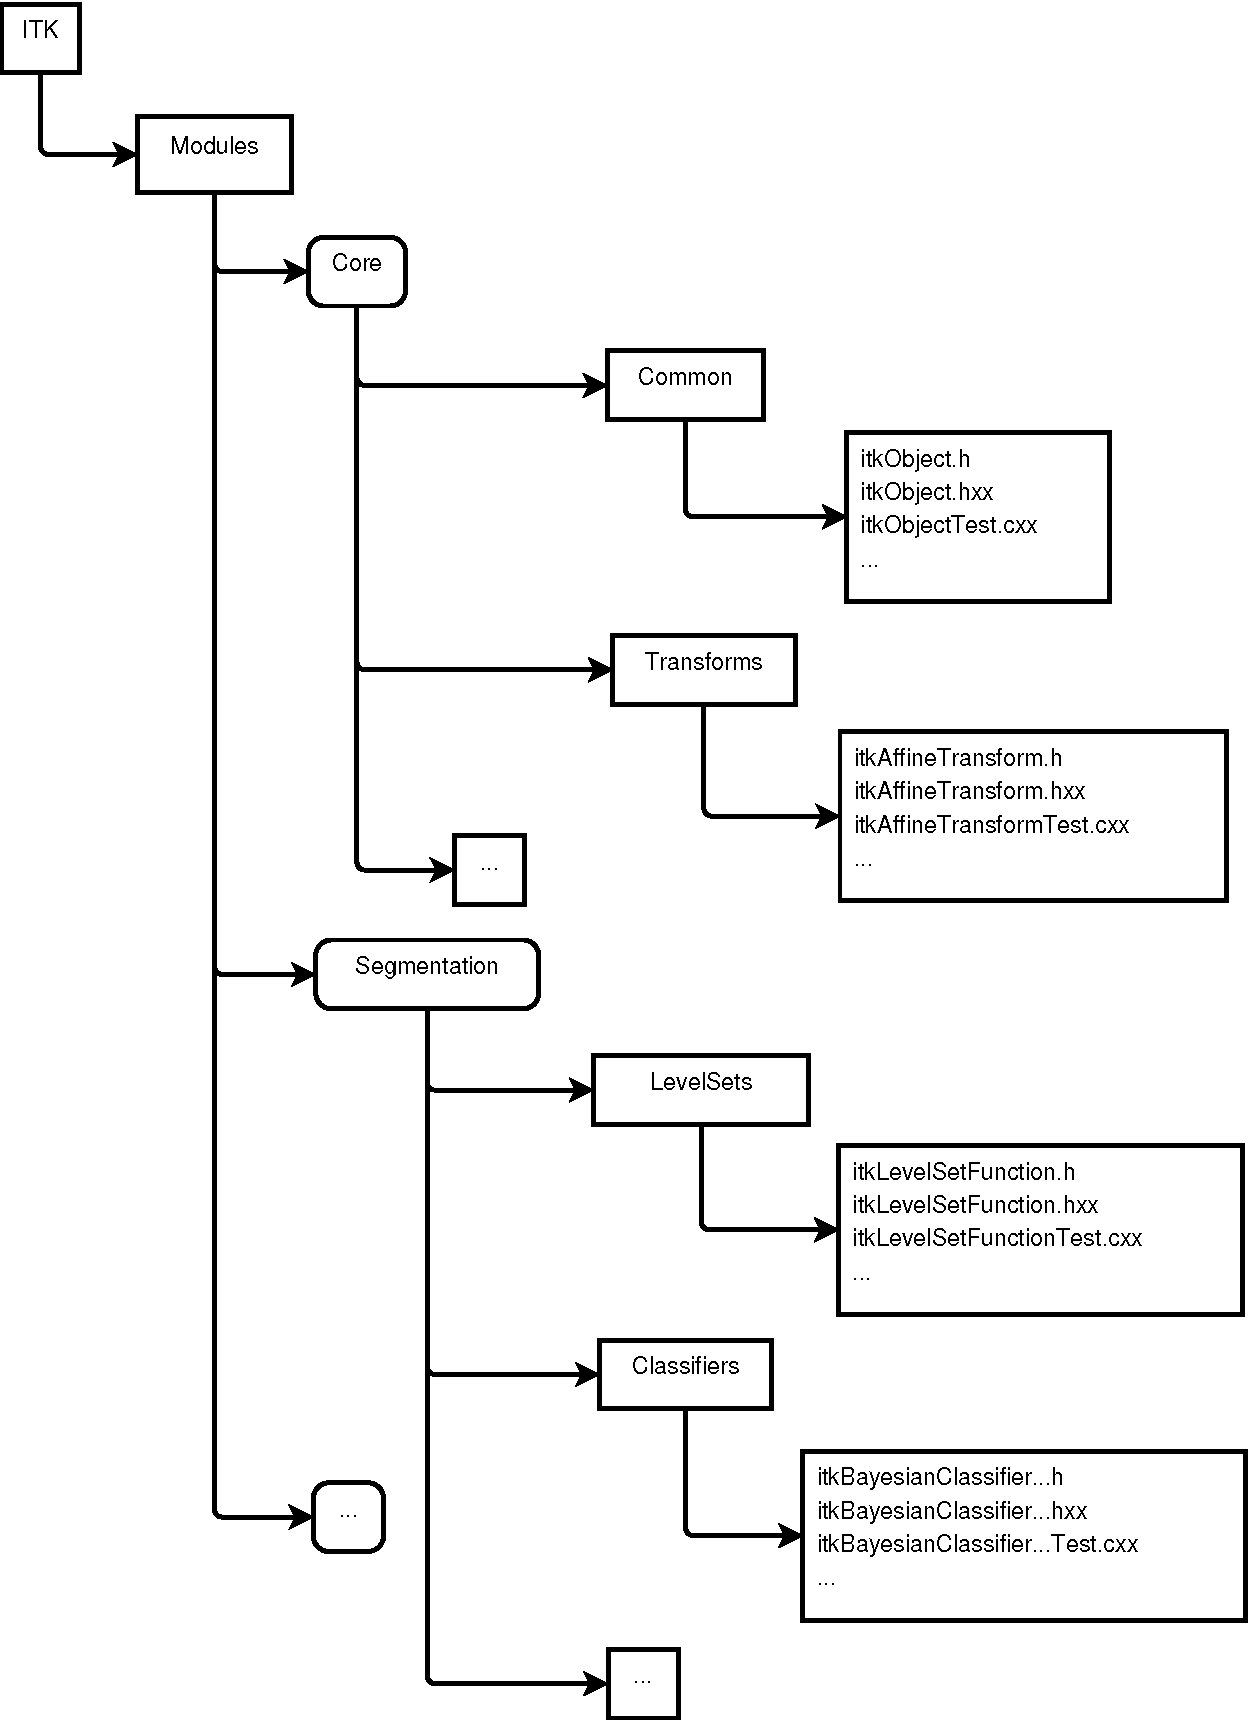 ITK
Modules
Core
Common
itkObject.h
itkObject.hxx
itkObjectTest.cxx
...
Transforms
itkAffineTransform.h
itkAffineTransform.hxx
itkAffineTransformTest.cxx
...
...
Segmentation
LevelSets
itkLevelSetFunction.h
itkLevelSetFunction.hxx
itkLevelSetFunctionTest.cxx
...
Classifiers
itkBayesianClassifier...h
itkBayesianClassifier...hxx
itkBayesianClassifier...Test.cxx
...
...
...